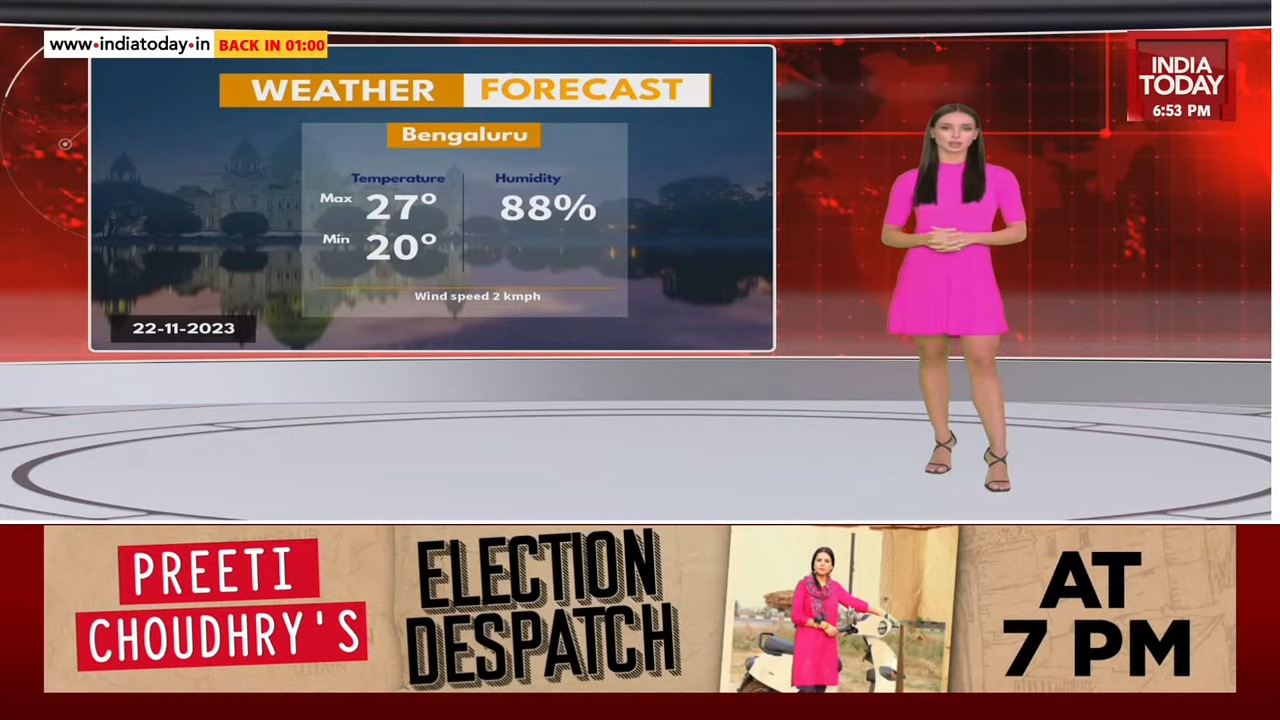 www•indiatoday•in BACK IN 01:00
INDIA
TODAY
6:53 PM
WEATHER FORECAST
Bengaluru
Temperature Humidity
Max 27° 88%
Min 20°
Wind speed 2 kmph
22-11-2023
PREETI
CHOUDHRY'S
ELECTION
DESPATCH
AT
7 PM